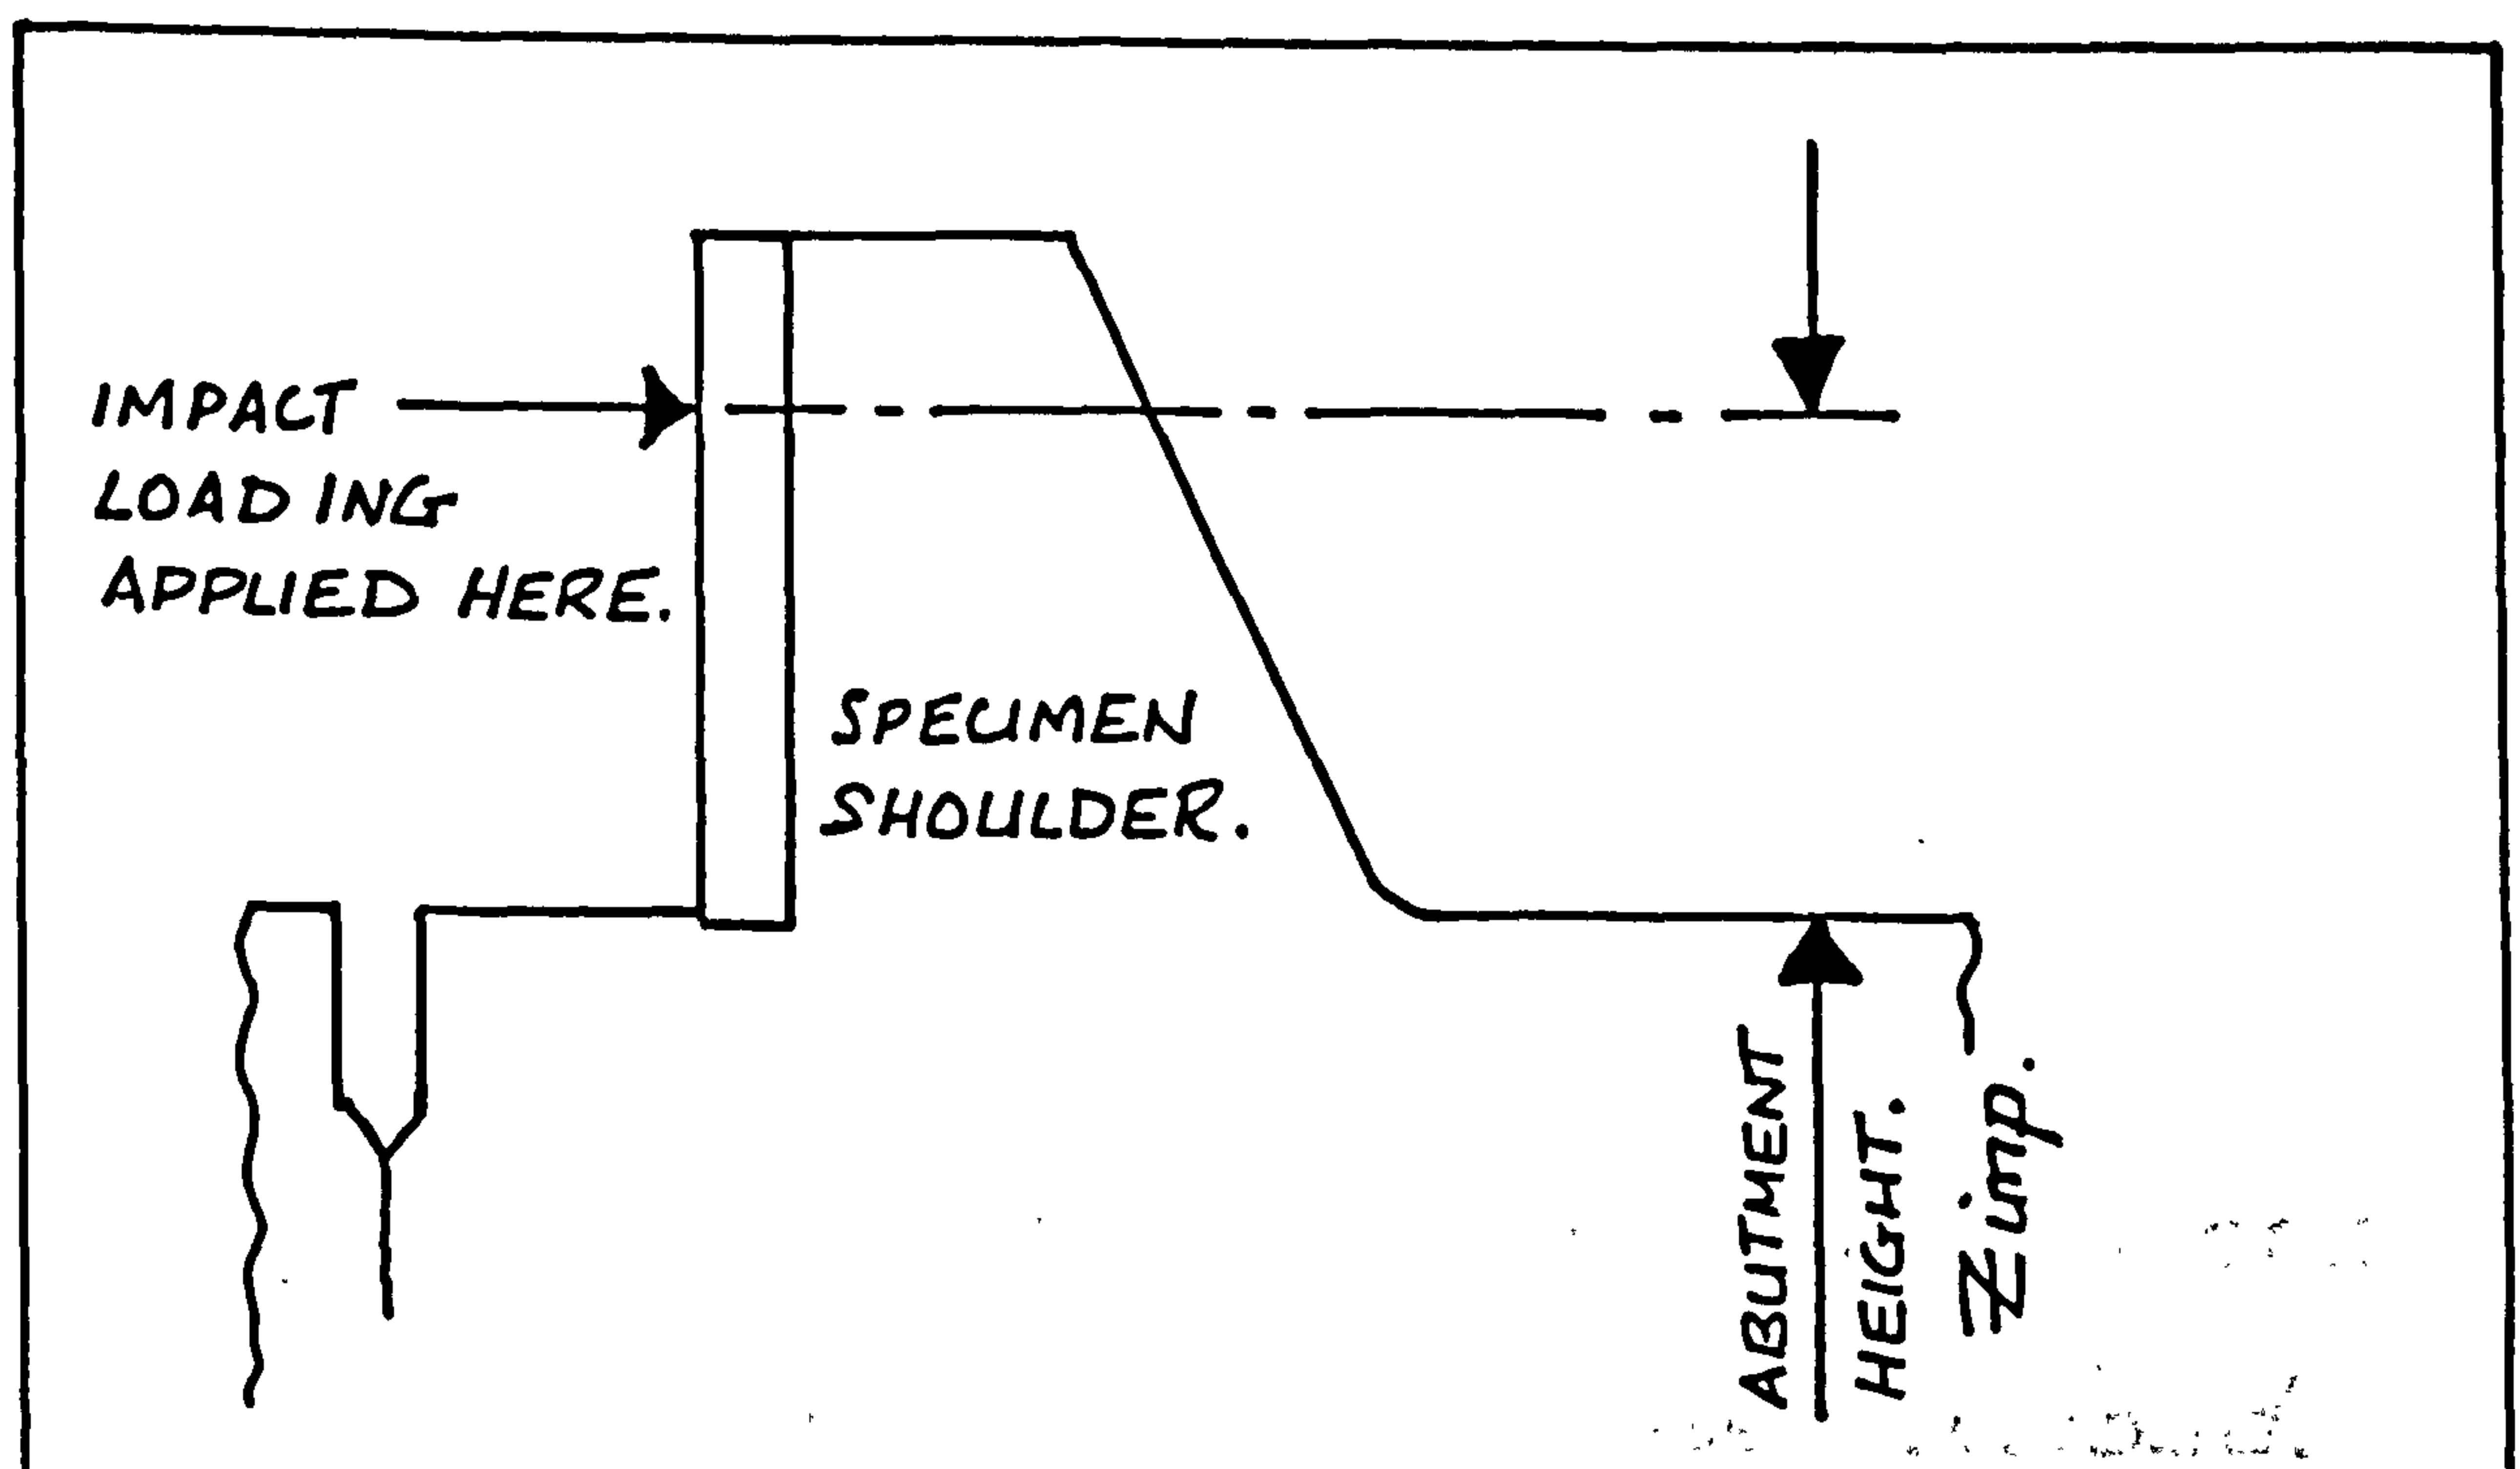 IMPACT
LOADING
APPLIED HERE.
SPECIMEN
SHOULDER.
ABUTMENT
HEIGHT.
Zimp.